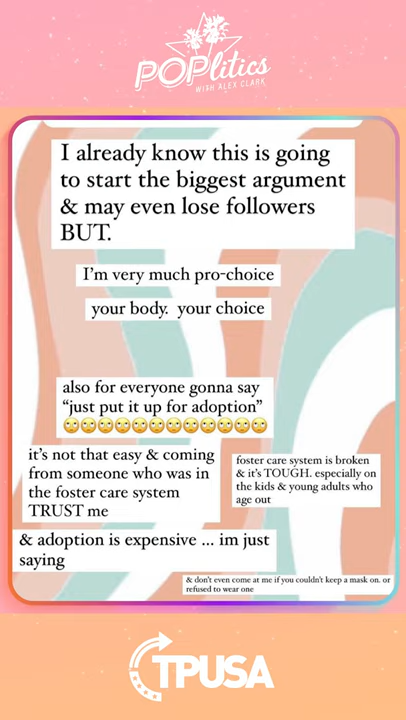 POPlitics
WITH ALEX CLARK
I already know this is going
to start the biggest argument
& may even lose followers
BUT.
I'm very much pro-choice
your body. your choice
also for everyone gonna say
“just put it up for adoption”
🙄🙄🙄🙄🙄🙄🙄🙄🙄🙄🙄🙄🙄
it's not that easy & coming
from someone who was in
the foster care system
TRUST me
foster care system is broken
& it's TOUGH. especially on
the kids & young adults who
age out
& adoption is expensive ... im just
saying
& don't even come at me if you couldn't keep a mask on. or
refused to wear one
TPUSA